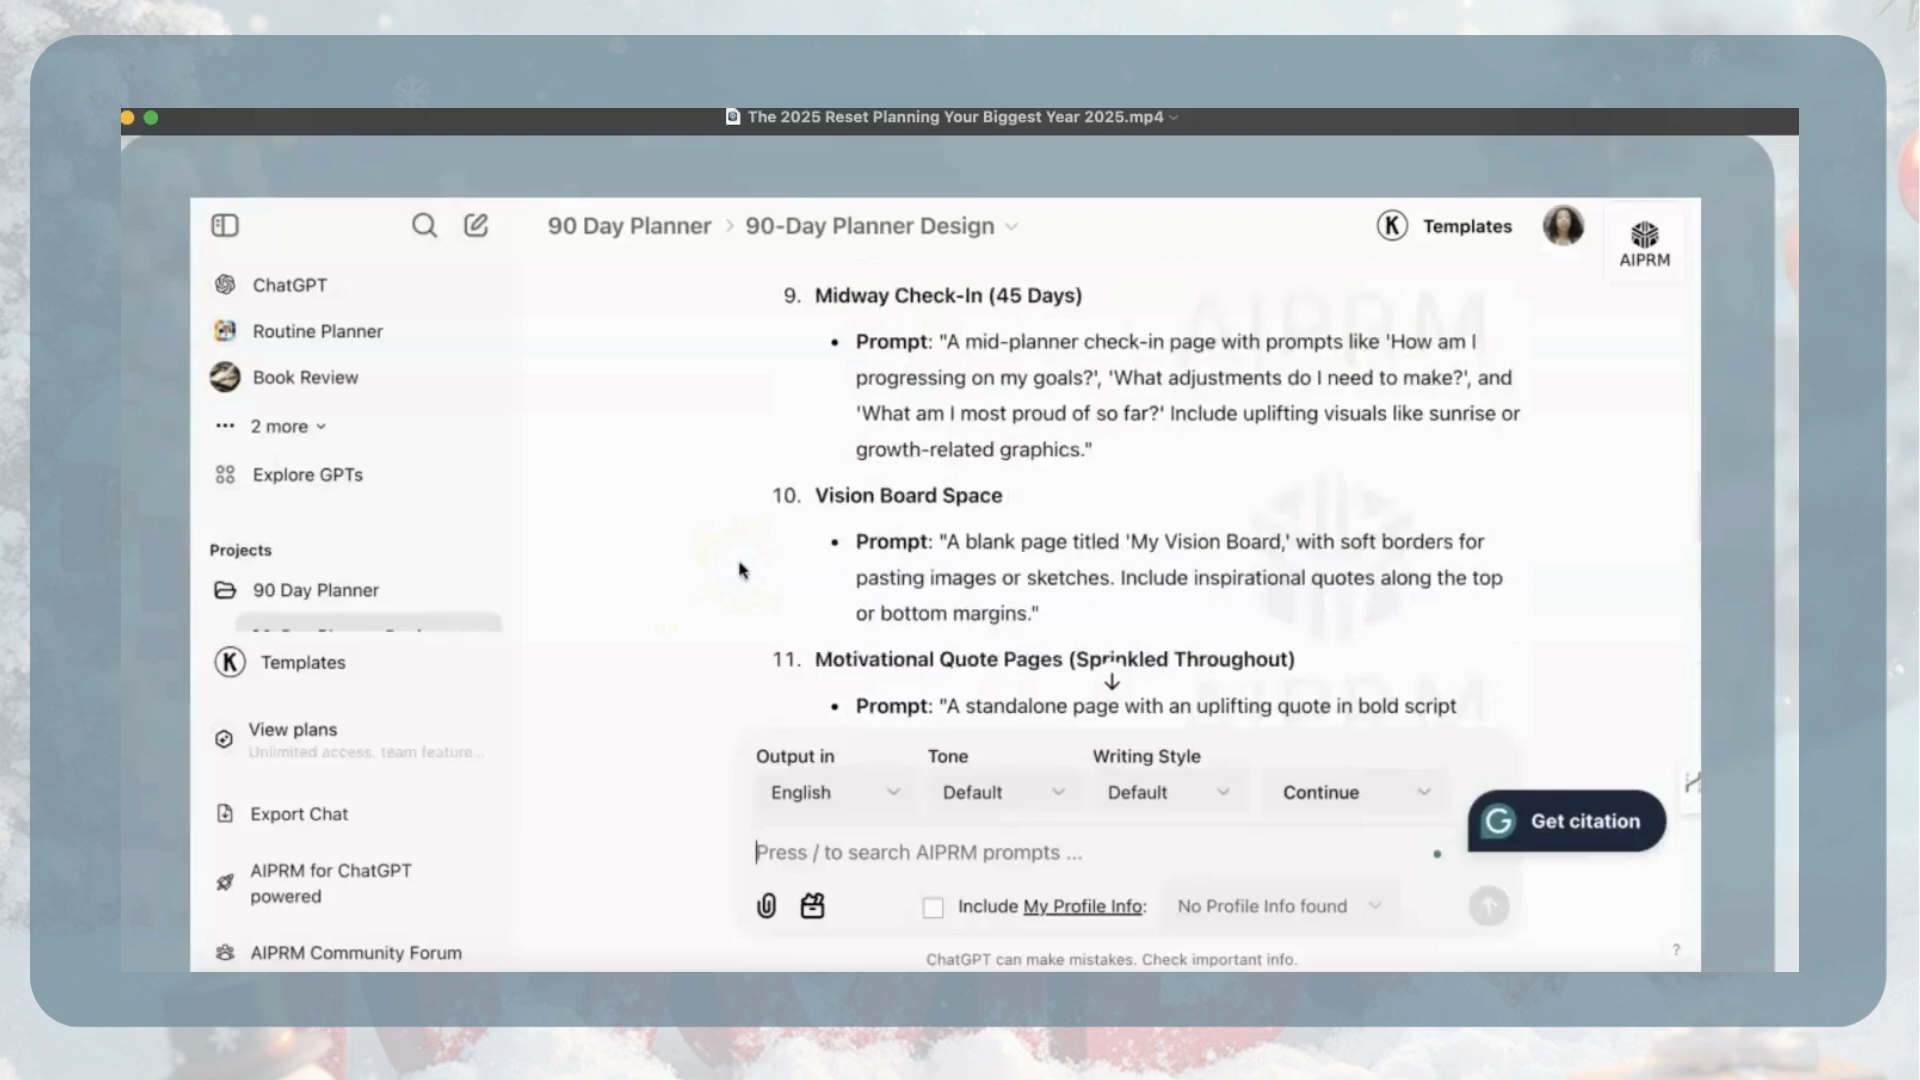 The 2025 Reset Planning Your Biggest Year 2025.mp4
90 Day Planner > 90-Day Planner Design
K Templates
AIPRM
ChatGPT
Routine Planner
Book Review
2 more
Explore GPTs
Projects
90 Day Planner
K Templates
View plans
Unlimited access, team feature...
Export Chat
AIPRM for ChatGPT
powered
AIPRM Community Forum
9. Midway Check-In (45 Days)
• Prompt: "A mid-planner check-in page with prompts like 'How am I
progressing on my goals?', 'What adjustments do I need to make?', and
'What am I most proud of so far?' Include uplifting visuals like sunrise or
growth-related graphics."
10. Vision Board Space
• Prompt: "A blank page titled 'My Vision Board,' with soft borders for
pasting images or sketches. Include inspirational quotes along the top
or bottom margins."
11. Motivational Quote Pages (Sprinkled Throughout)
• Prompt: "A standalone page with an uplifting quote in bold script
AIPRM
AIPRM
Output in Tone Writing Style
English Default Default Continue
G Get citation
Press / to search AIPRM prompts ...
Include My Profile Info: No Profile Info found
ChatGPT can make mistakes. Check important info.
?